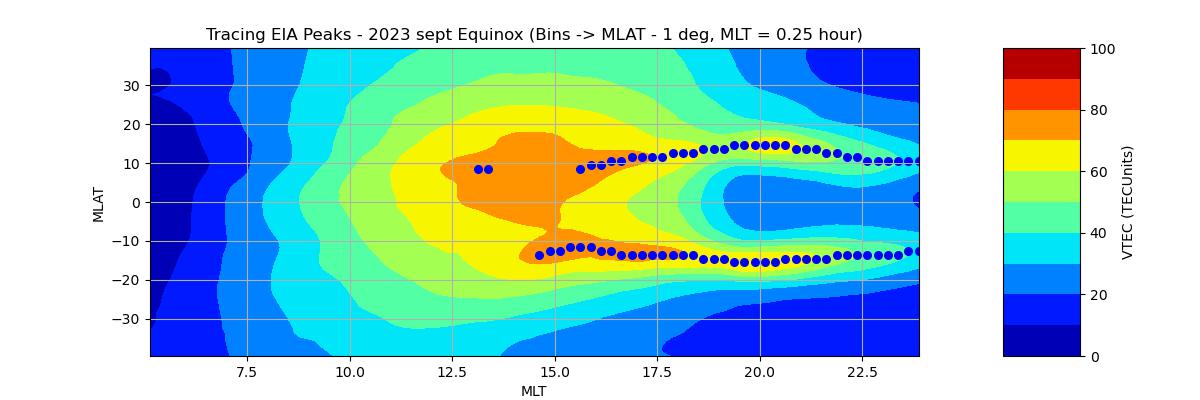 Tracing EIA Peaks - 2023 sept Equinox (Bins -> MLAT - 1 deg, MLT = 0.25 hour)
MLAT
30
20
10
0
−10
−20
−30
7.5 10.0 12.5 15.0 17.5 20.0 22.5
MLT
100
80
60
40
20
0
VTEC (TECUnits)